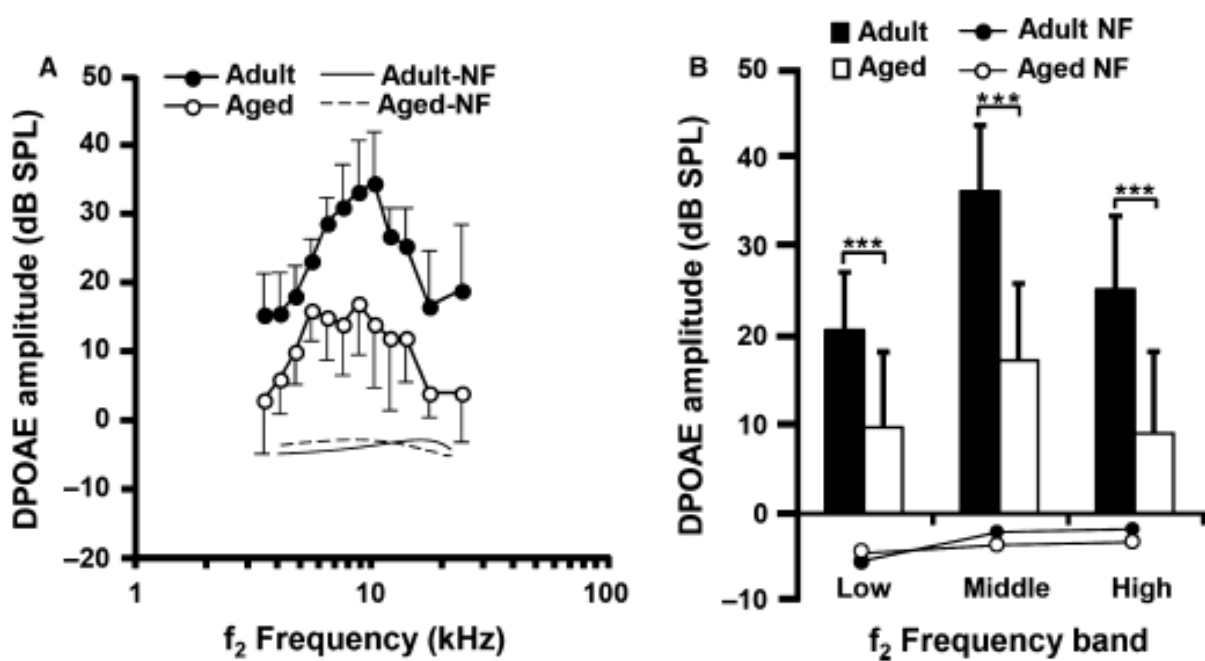 A
Adult
Adult-NF
Aged
Aged-NF
DPOAE amplitude (dB SPL)
50
40
30
20
10
0
–10
–20
1
10
100
f₂ Frequency (kHz)
B
Adult
Adult NF
Aged
Aged NF
DPOAE amplitude (dB SPL)
50
40
30
20
10
0
–10
***
***
***
Low
Middle
High
f₂ Frequency band